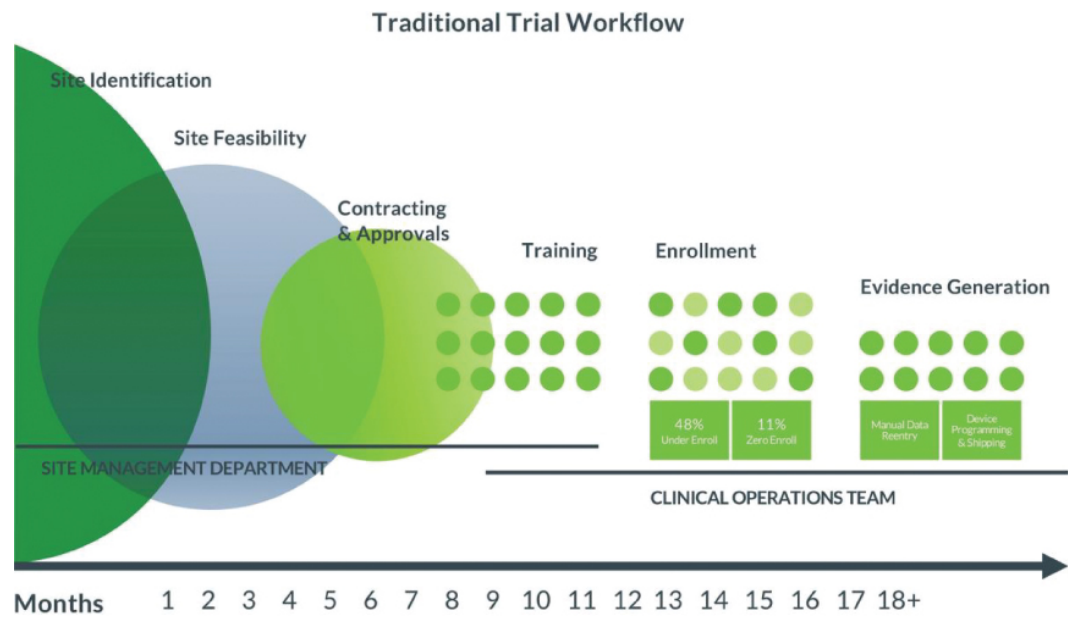 Traditional Trial Workflow
Site Identification
Site Feasibility
Contracting
& Approvals
Training
Enrollment
Evidence Generation
48%
Under Enroll
11%
Zero Enroll
Manual Data
Reentry
Device
Programming
& Shipping
SITE MANAGEMENT DEPARTMENT
CLINICAL OPERATIONS TEAM
Months 1 2 3 4 5 6 7 8 9 10 11 12 13 14 15 16 17 18+